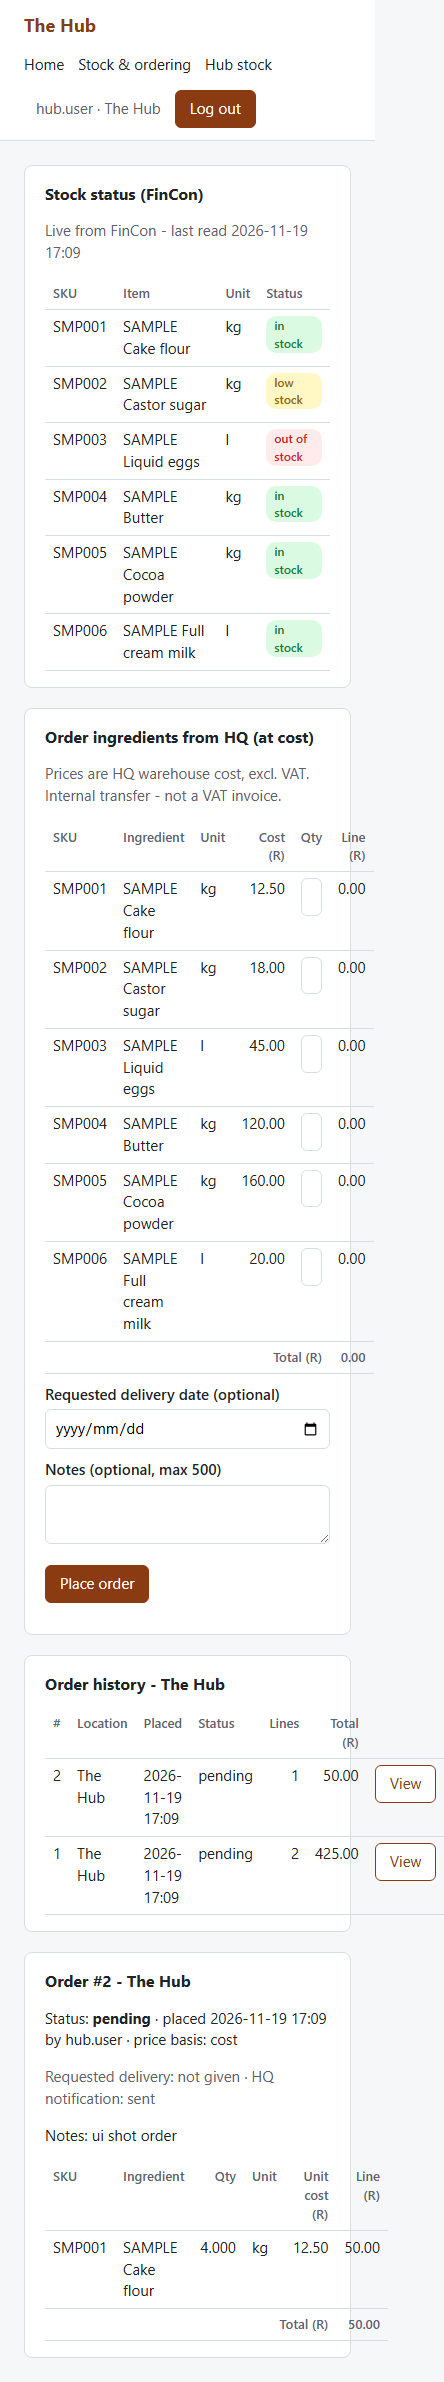 The Hub
Home Stock & ordering Hub stock
hub.user · The Hub Log out
Stock status (FinCon)
Live from FinCon - last read 2026-11-19
17:09
SKU Item Unit Status
SMP001 SAMPLE kg in
Cake flour stock
SMP002 SAMPLE kg low
Castor sugar stock
SMP003 SAMPLE l out of
Liquid eggs stock
SMP004 SAMPLE kg in
Butter stock
SMP005 SAMPLE kg in
Cocoa stock
powder
SMP006 SAMPLE Full l in
cream milk stock
Order ingredients from HQ (at cost)
Prices are HQ warehouse cost, excl. VAT.
Internal transfer - not a VAT invoice.
SKU Ingredient Unit Cost Qty Line
(R) (R)
SMP001 SAMPLE kg 12.50 0.00
Cake
flour
SMP002 SAMPLE kg 18.00 0.00
Castor
sugar
SMP003 SAMPLE l 45.00 0.00
Liquid
eggs
SMP004 SAMPLE kg 120.00 0.00
Butter
SMP005 SAMPLE kg 160.00 0.00
Cocoa
powder
SMP006 SAMPLE l 20.00 0.00
Full
cream
milk
Total (R) 0.00
Requested delivery date (optional)
yyyy/mm/dd
Notes (optional, max 500)
Place order
Order history - The Hub
# Location Placed Status Lines Total
(R)
2 The 2026- pending 1 50.00 View
Hub 11-19
17:09
1 The 2026- pending 2 425.00 View
Hub 11-19
17:09
Order #2 - The Hub
Status: pending · placed 2026-11-19 17:09
by hub.user · price basis: cost
Requested delivery: not given · HQ
notification: sent
Notes: ui shot order
SKU Ingredient Qty Unit Unit Line
cost (R)
(R)
SMP001 SAMPLE 4.000 kg 12.50 50.00
Cake
flour
Total (R) 50.00